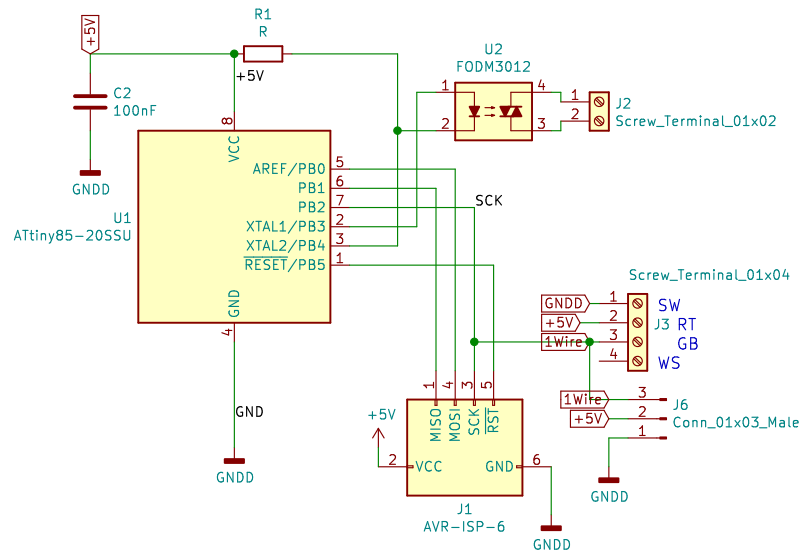 +5V
R1
R
+5V
C2
100nF
GNDD
U2
FODM3012
1
2
4
3
1
2
J2
Screw_Terminal_01x02
8
VCC
U1
ATtiny85-20SSU
AREF/PB0
5
PB1
6
PB2
7
XTAL1/PB3
2
XTAL2/PB4
3
RESET/PB5
1
GND
4
GND
GNDD
SCK
Screw_Terminal_01x04
GNDD
1
SW
+5V
2
J3
RT
1Wire
3
GB
4
WS
1Wire
3
J6
+5V
2
Conn_01x03_Male
1
GNDD
1
4
3
5
MISO
MOSI
SCK
RST
+5V
2
VCC
GND
6
J1
AVR-ISP-6
GNDD